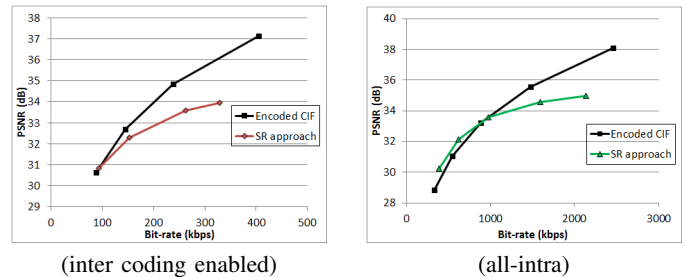 38
37
36
35
34
33
32
31
30
29
PSNR (dB)
0
100
200
300
400
500
Bit-rate (kbps)
Encoded CIF
SR approach
(inter coding enabled)
40
38
36
34
32
30
28
PSNR (dB)
0
1000
2000
3000
Bit-rate (kbps)
Encoded CIF
SR approach
(all-intra)